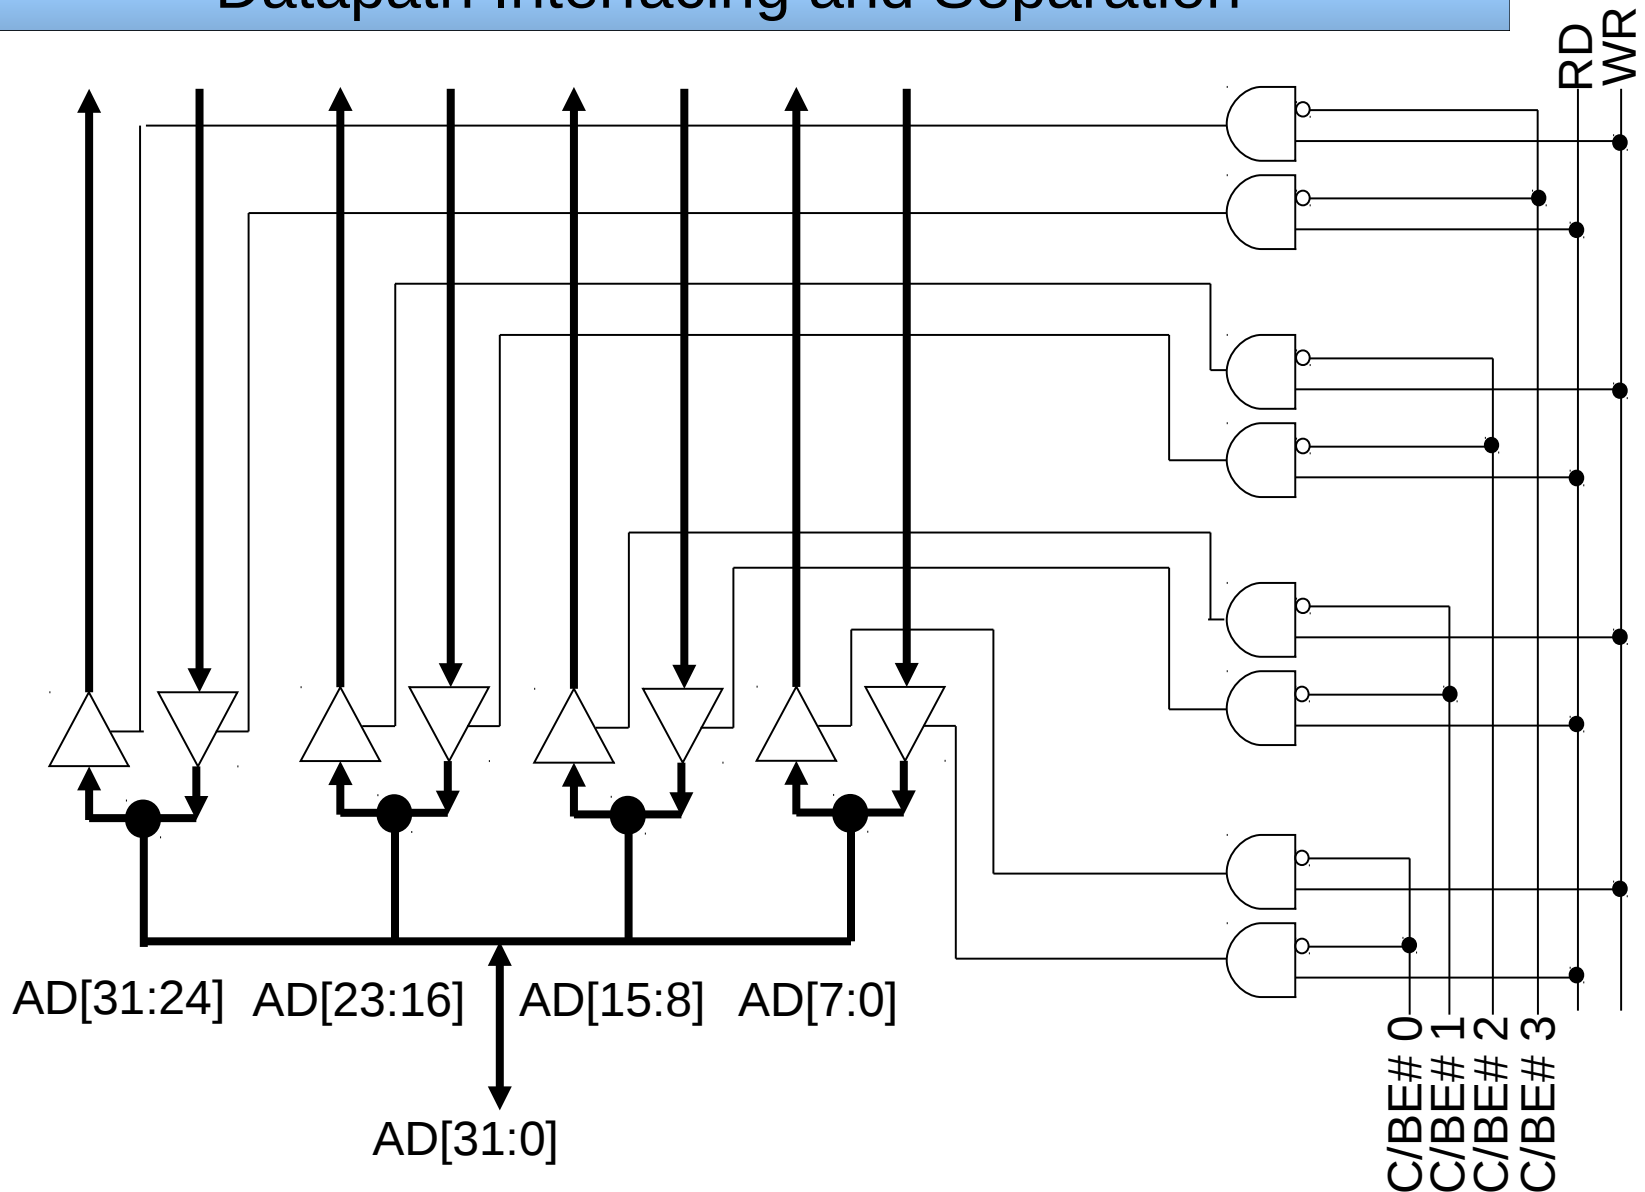 Datapath Interfacing and Separation
RD
WR
AD[31:24]
AD[23:16]
AD[15:8]
AD[7:0]
AD[31:0]
C/BE# 0
C/BE# 1
C/BE# 2
C/BE# 3